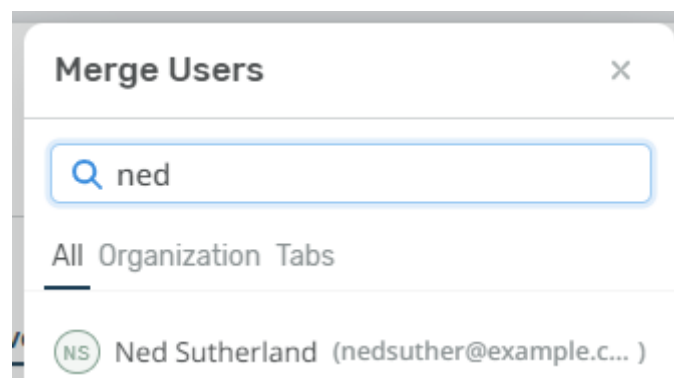 Merge Users ×
ned
All Organization Tabs
NS Ned Sutherland (nedsuther@example.c... )